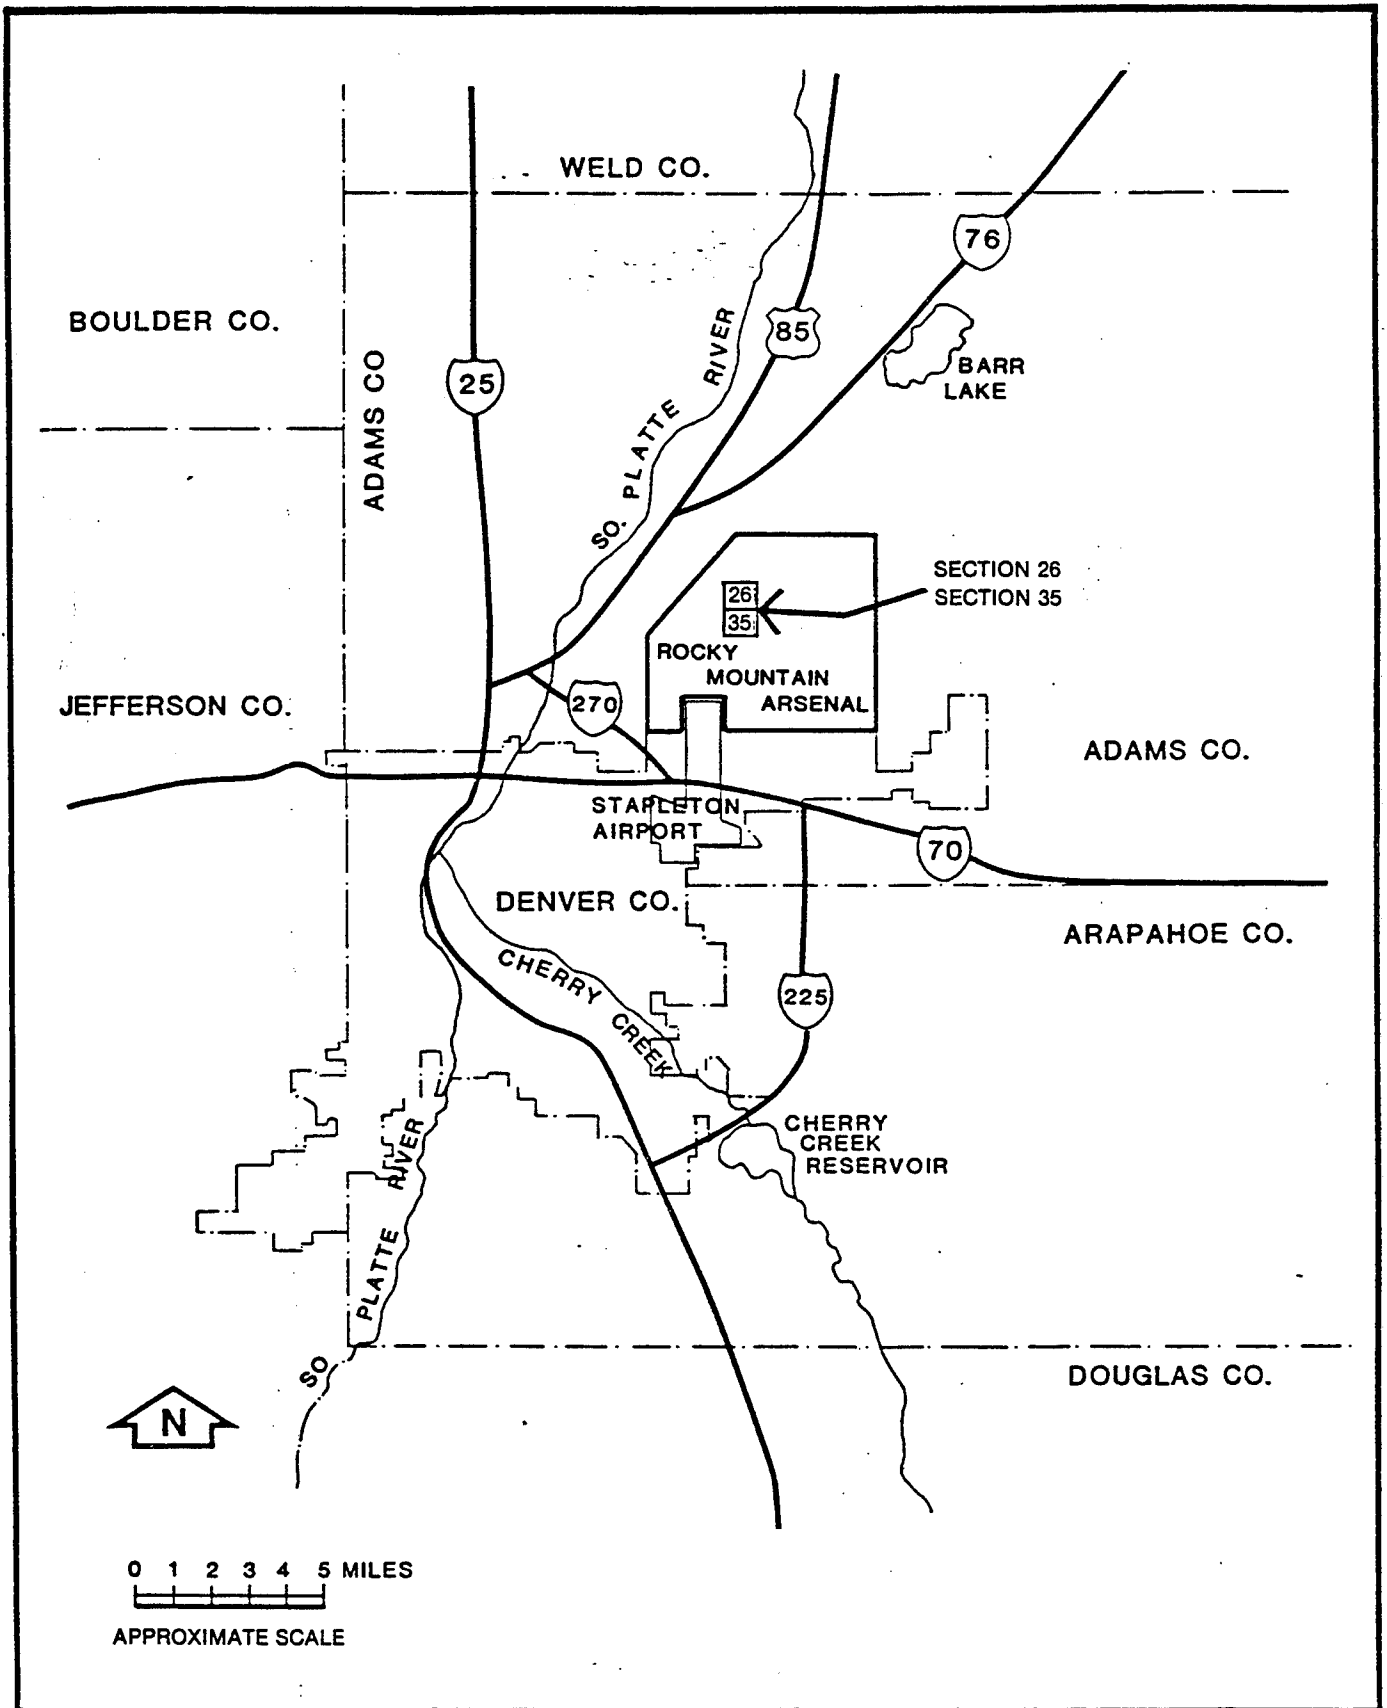 WELD CO.
76
BOULDER CO.
85
SO. PLATTE RIVER
ADAMS CO
25
BARR
LAKE
SECTION 26
SECTION 35
26
35
ROCKY
MOUNTAIN
ARSENAL
JEFFERSON CO.
270
ADAMS CO.
STAPLETON
AIRPORT
70
DENVER CO.
ARAPAHOE CO.
CHERRY CREEK
225
CHERRY
CREEK
RESERVOIR
SO PLATTE RIVER
DOUGLAS CO.
N
0 1 2 3 4 5 MILES
APPROXIMATE SCALE